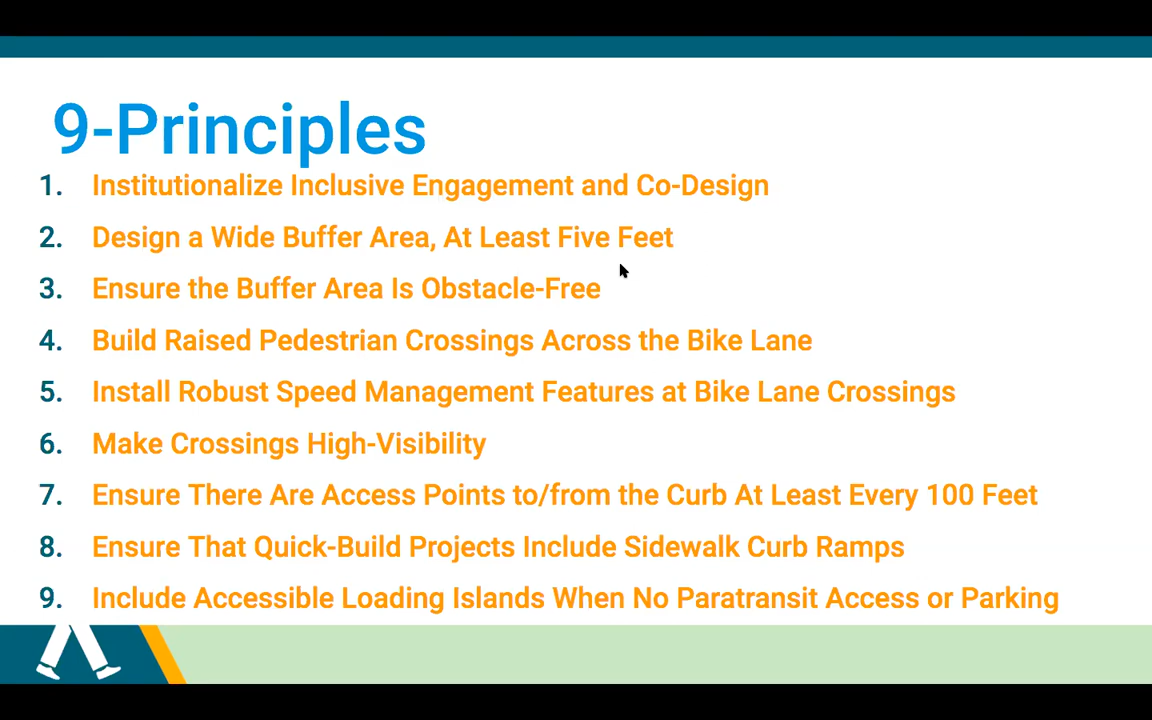 9-Principles
1. Institutionalize Inclusive Engagement and Co-Design
2. Design a Wide Buffer Area, At Least Five Feet
3. Ensure the Buffer Area Is Obstacle-Free
4. Build Raised Pedestrian Crossings Across the Bike Lane
5. Install Robust Speed Management Features at Bike Lane Crossings
6. Make Crossings High-Visibility
7. Ensure There Are Access Points to/from the Curb At Least Every 100 Feet
8. Ensure That Quick-Build Projects Include Sidewalk Curb Ramps
9. Include Accessible Loading Islands When No Paratransit Access or Parking